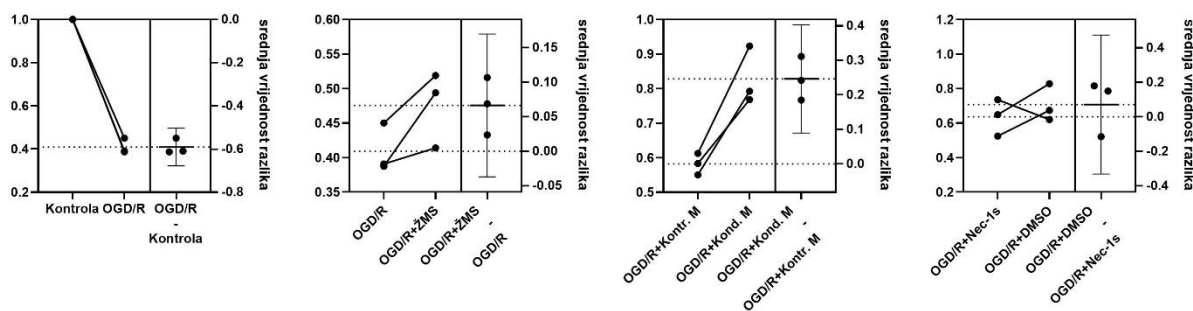 1.0
0.8
0.6
0.4
0.2
0.0
-0.2
-0.4
-0.6
-0.8
srednja vrijednost razlika
Kontrola OGD/R
OGD/R
-
Kontrola
0.60
0.55
0.50
0.45
0.40
0.35
0.15
0.10
0.05
0.00
-0.05
srednja vrijednost razlika
OGD/R
OGD/R+ŽMS
OGD/R+ŽMS
-
OGD/R
1.0
0.9
0.8
0.7
0.6
0.5
0.4
0.3
0.2
0.1
0.0
srednja vrijednost razlika
OGD/R+Kontr. M
OGD/R+Kond. M
OGD/R+Kond. M
-
OGD/R+Kontr. M
1.2
1.0
0.8
0.6
0.4
0.2
0.4
0.2
0.0
-0.2
-0.4
srednja vrijednost razlika
OGD/R+Nec-1s
OGD/R+DMSO
OGD/R+DMSO
-
OGD/R+Nec-1s